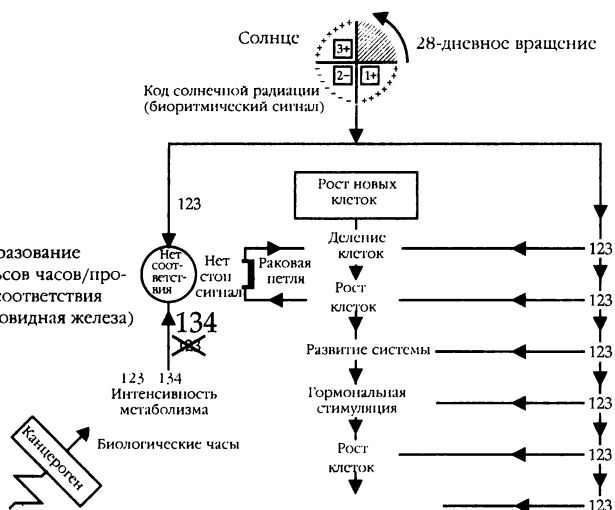 Солнце
28-дневное вращение
3+
2−
1+
Код солнечной радиации
(биоритмический сигнал)
123
Рост новых
клеток
Нет
соот-
ветст-
вия
Нет
стоп
сигнал
Раковая
петля
Деление
клеток
123
разование
ьсов часов/про-
соответствия
овидная железа)
Рост
клеток
123
134
123
Развитие системы
123
123 134
Интенсивность
метаболизма
Гормональная
стимуляция
123
Канцероген
Биологические часы
Рост
клеток
123
123